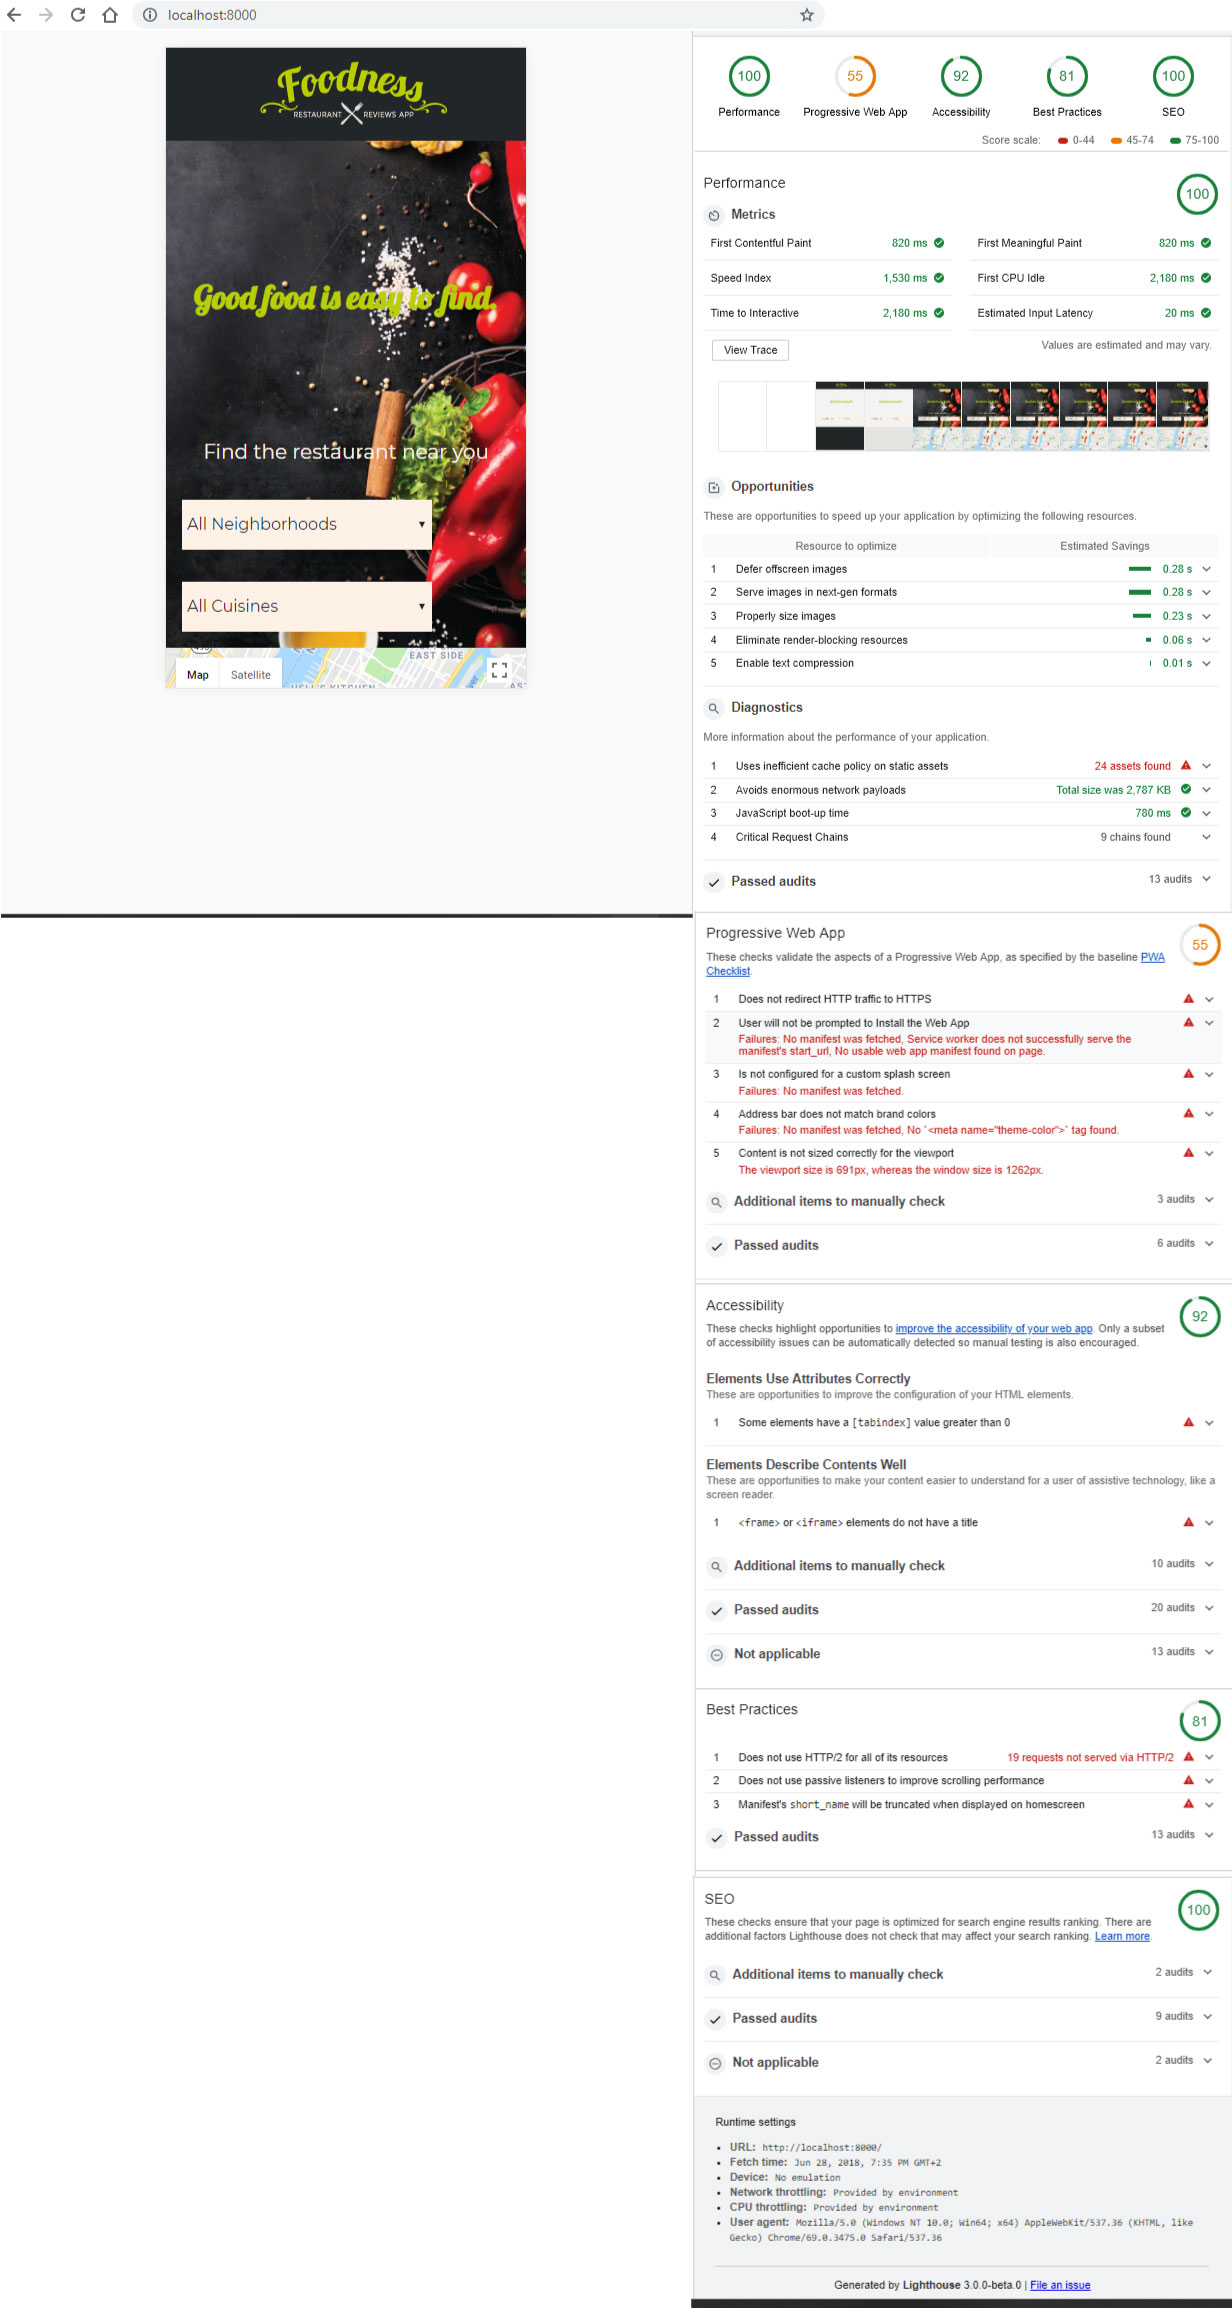 localhost:8000
Foodness
RESTAURANT REVIEWS APP
Good food is easy to find.
Find the restaurant near you
All Neighborhoods
All Cuisines
EAST SIDE
Map Satellite
HELL'S KITCHEN
100 55 92 81 100
Performance Progressive Web App Accessibility Best Practices SEO
Score scale: 0-44 45-74 75-100
Performance 100
Metrics
First Contentful Paint 820 ms First Meaningful Paint 820 ms
Speed Index 1,530 ms First CPU Idle 2,180 ms
Time to Interactive 2,180 ms Estimated Input Latency 20 ms
View Trace Values are estimated and may vary.
Opportunities
These are opportunities to speed up your application by optimizing the following resources.
Resource to optimize Estimated Savings
1 Defer offscreen images 0.28 s
2 Serve images in next-gen formats 0.28 s
3 Properly size images 0.23 s
4 Eliminate render-blocking resources 0.06 s
5 Enable text compression 0.01 s
Diagnostics
More information about the performance of your application.
1 Uses inefficient cache policy on static assets 24 assets found
2 Avoids enormous network payloads Total size was 2,787 KB
3 JavaScript boot-up time 780 ms
4 Critical Request Chains 9 chains found
Passed audits 13 audits
Progressive Web App 55
These checks validate the aspects of a Progressive Web App, as specified by the baseline PWA
Checklist.
1 Does not redirect HTTP traffic to HTTPS
2 User will not be prompted to Install the Web App
Failures: No manifest was fetched, Service worker does not successfully serve the
manifest's start_url, No usable web app manifest found on page.
3 Is not configured for a custom splash screen
Failures: No manifest was fetched.
4 Address bar does not match brand colors
Failures: No manifest was fetched, No `<meta name="theme-color">` tag found.
5 Content is not sized correctly for the viewport
The viewport size is 691px, whereas the window size is 1262px.
Additional items to manually check 3 audits
Passed audits 6 audits
Accessibility 92
These checks highlight opportunities to improve the accessibility of your web app. Only a subset
of accessibility issues can be automatically detected so manual testing is also encouraged.
Elements Use Attributes Correctly
These are opportunities to improve the configuration of your HTML elements.
1 Some elements have a [tabindex] value greater than 0
Elements Describe Contents Well
These are opportunities to make your content easier to understand for a user of assistive technology, like a
screen reader.
1 <frame> or <iframe> elements do not have a title
Additional items to manually check 10 audits
Passed audits 20 audits
Not applicable 13 audits
Best Practices 81
1 Does not use HTTP/2 for all of its resources 19 requests not served via HTTP/2
2 Does not use passive listeners to improve scrolling performance
3 Manifest's short_name will be truncated when displayed on homescreen
Passed audits 13 audits
SEO 100
These checks ensure that your page is optimized for search engine results ranking. There are
additional factors Lighthouse does not check that may affect your search ranking. Learn more.
Additional items to manually check 2 audits
Passed audits 9 audits
Not applicable 2 audits
Runtime settings
• URL: http://localhost:8000/
• Fetch time: Jun 28, 2018, 7:35 PM GMT+2
• Device: No emulation
• Network throttling: Provided by environment
• CPU throttling: Provided by environment
• User agent: Mozilla/5.0 (Windows NT 10.0; Win64; x64) AppleWebKit/537.36 (KHTML, like
Gecko) Chrome/69.0.3475.0 Safari/537.36
Generated by Lighthouse 3.0.0-beta.0 | File an issue